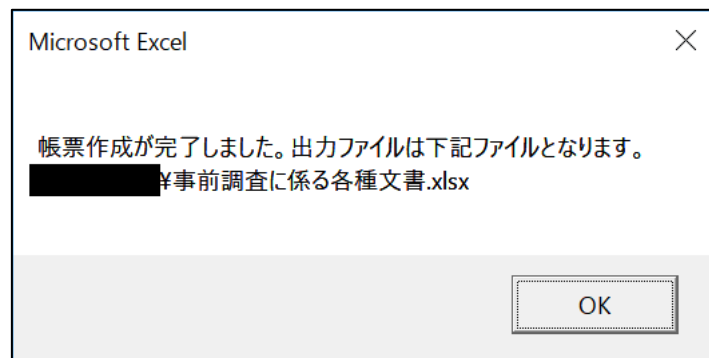 Microsoft Excel
帳票作成が完了しました。出力ファイルは下記ファイルとなります。
¥事前調査に係る各種文書.xlsx
OK